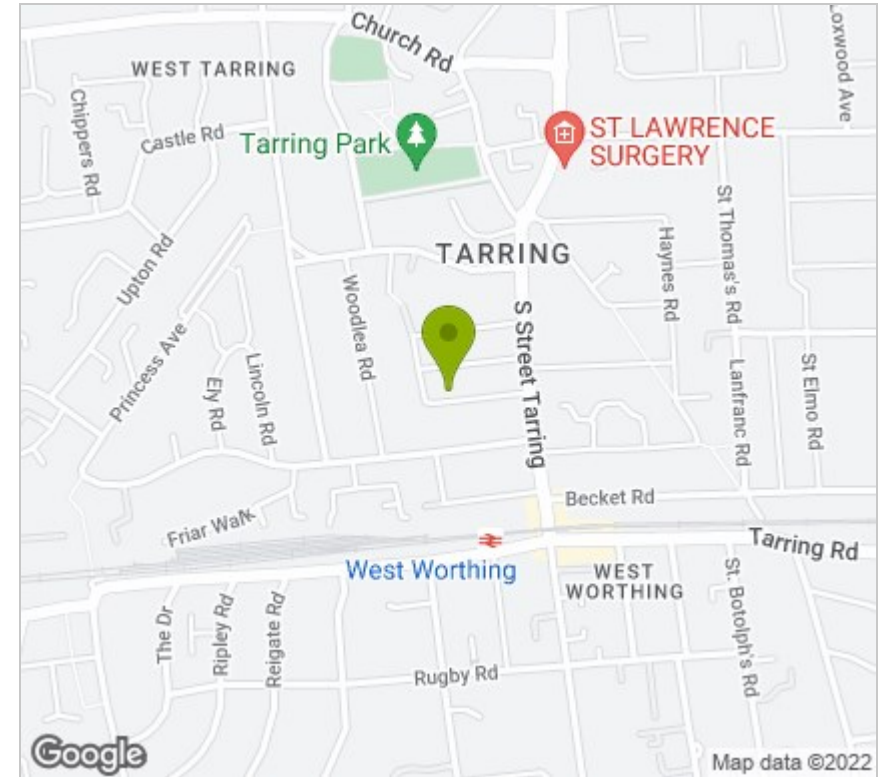 Church Rd
Loxwood Ave
WEST TARRING
Chippers Rd
Castle Rd
Tarring Park
ST LAWRENCE
SURGERY
St Thomas's Rd
Upton Rd
TARRING
Haynes Rd
Woodlea Rd
S Street Tarring
Princess Ave
Ely Rd
Lincoln Rd
Lanfranc Rd
St Elmo Rd
Becket Rd
Friar Walk
Tarring Rd
West Worthing
WEST
WORTHING
The Dr
Ripley Rd
Reigate Rd
St. Botolph's Rd
Rugby Rd
Google
Map data ©2022